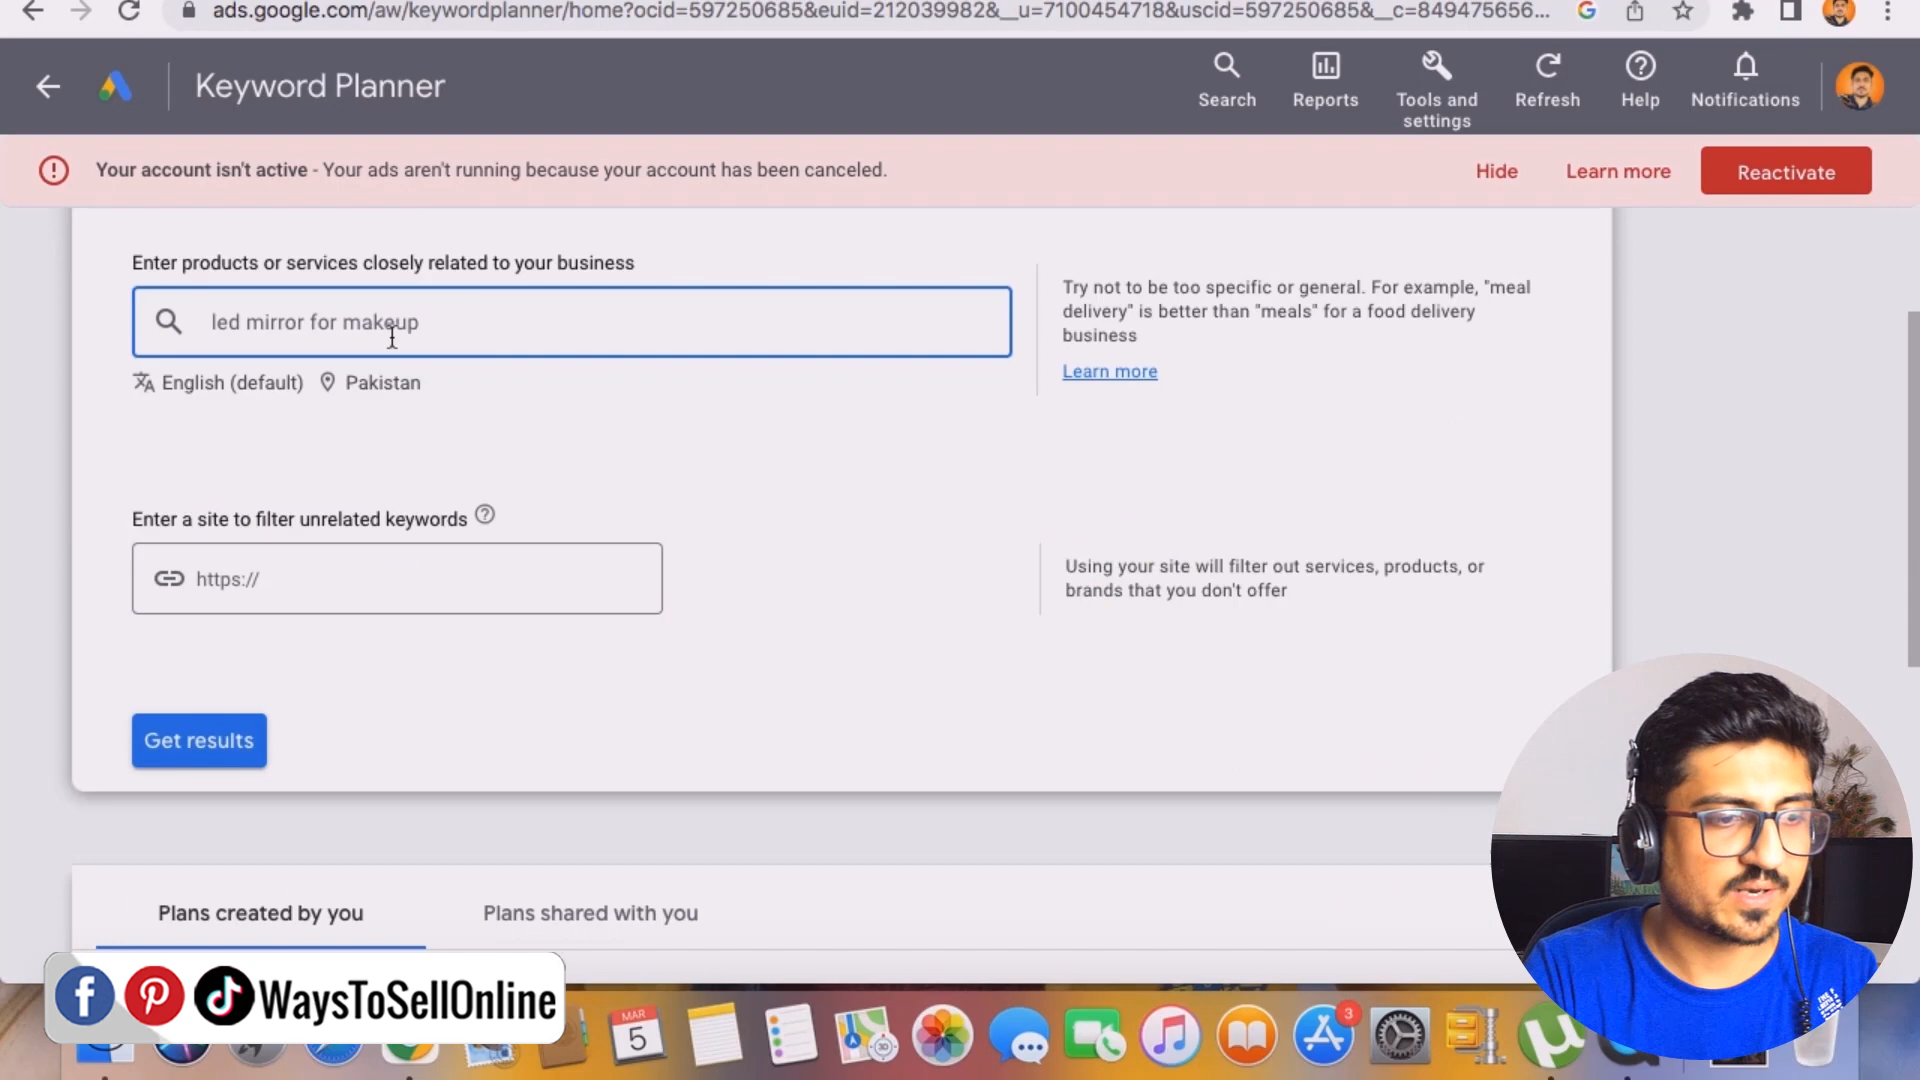 ads.google.com/aw/keywordplanner/home?ocid=597250685&euid=212039982&__u=7100454718&uscid=597250685&__c=849475656...
Keyword Planner
Search
Reports
Tools and
settings
Refresh
Help
Notifications
Your account isn't active - Your ads aren't running because your account has been canceled.
Hide
Learn more
Reactivate
Enter products or services closely related to your business
led mirror for makeup
English (default)
Pakistan
Try not to be too specific or general. For example, "meal
delivery" is better than "meals" for a food delivery
business
Learn more
Enter a site to filter unrelated keywords
https://
Using your site will filter out services, products, or
brands that you don't offer
Get results
Plans created by you
Plans shared with you
WaysToSellOnline
MAR
5
3D
3